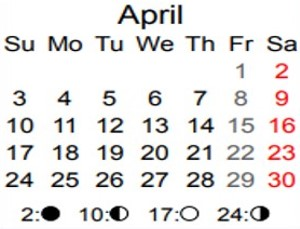 April
Su Mo Tu We Th Fr Sa
1 2
3 4 5 6 7 8 9
10 11 12 13 14 15 16
17 18 19 20 21 22 23
24 25 26 27 28 29 30
2:● 10:◐ 17:○ 24:◑